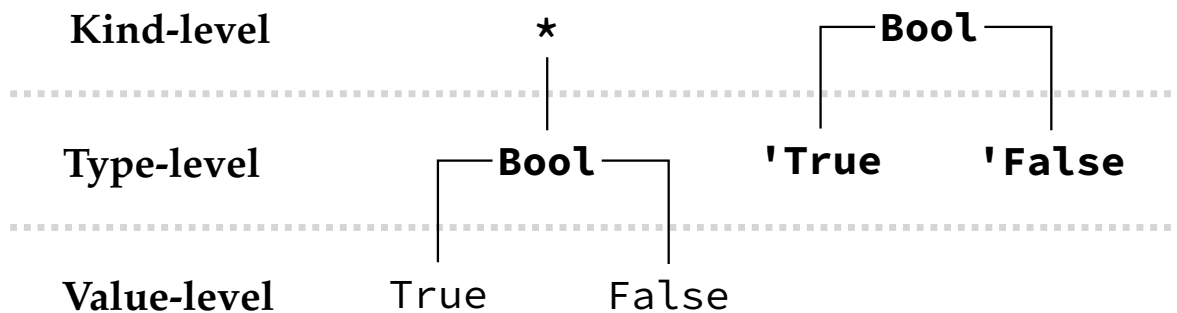 Kind-level * Bool
Type-level Bool 'True 'False
Value-level True False